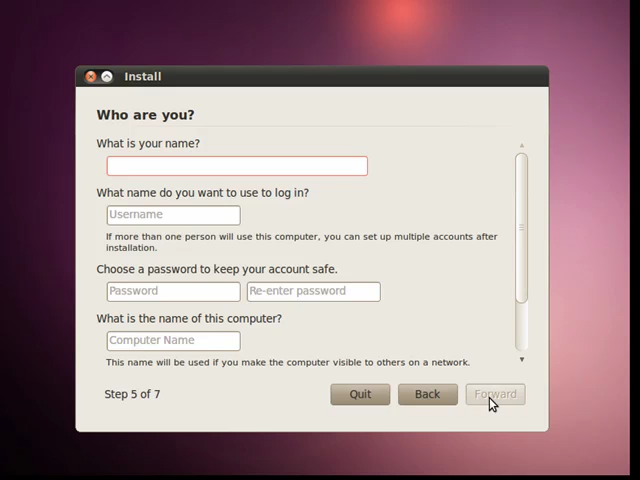 Install
Who are you?
What is your name?
What name do you want to use to log in?
Username
If more than one person will use this computer, you can set up multiple accounts after
installation.
Choose a password to keep your account safe.
Password Re-enter password
What is the name of this computer?
Computer Name
This name will be used if you make the computer visible to others on a network.
Step 5 of 7 Quit Back Forward